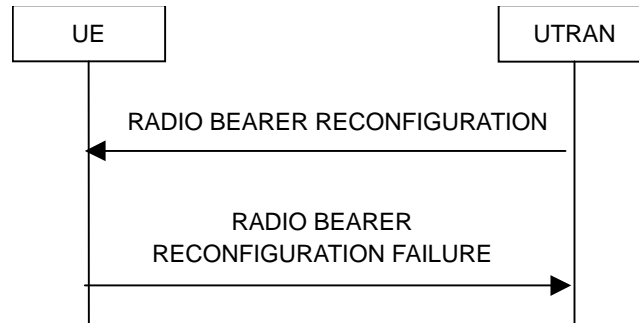 UE
UTRAN
RADIO BEARER RECONFIGURATION
RADIO BEARER
RECONFIGURATION FAILURE